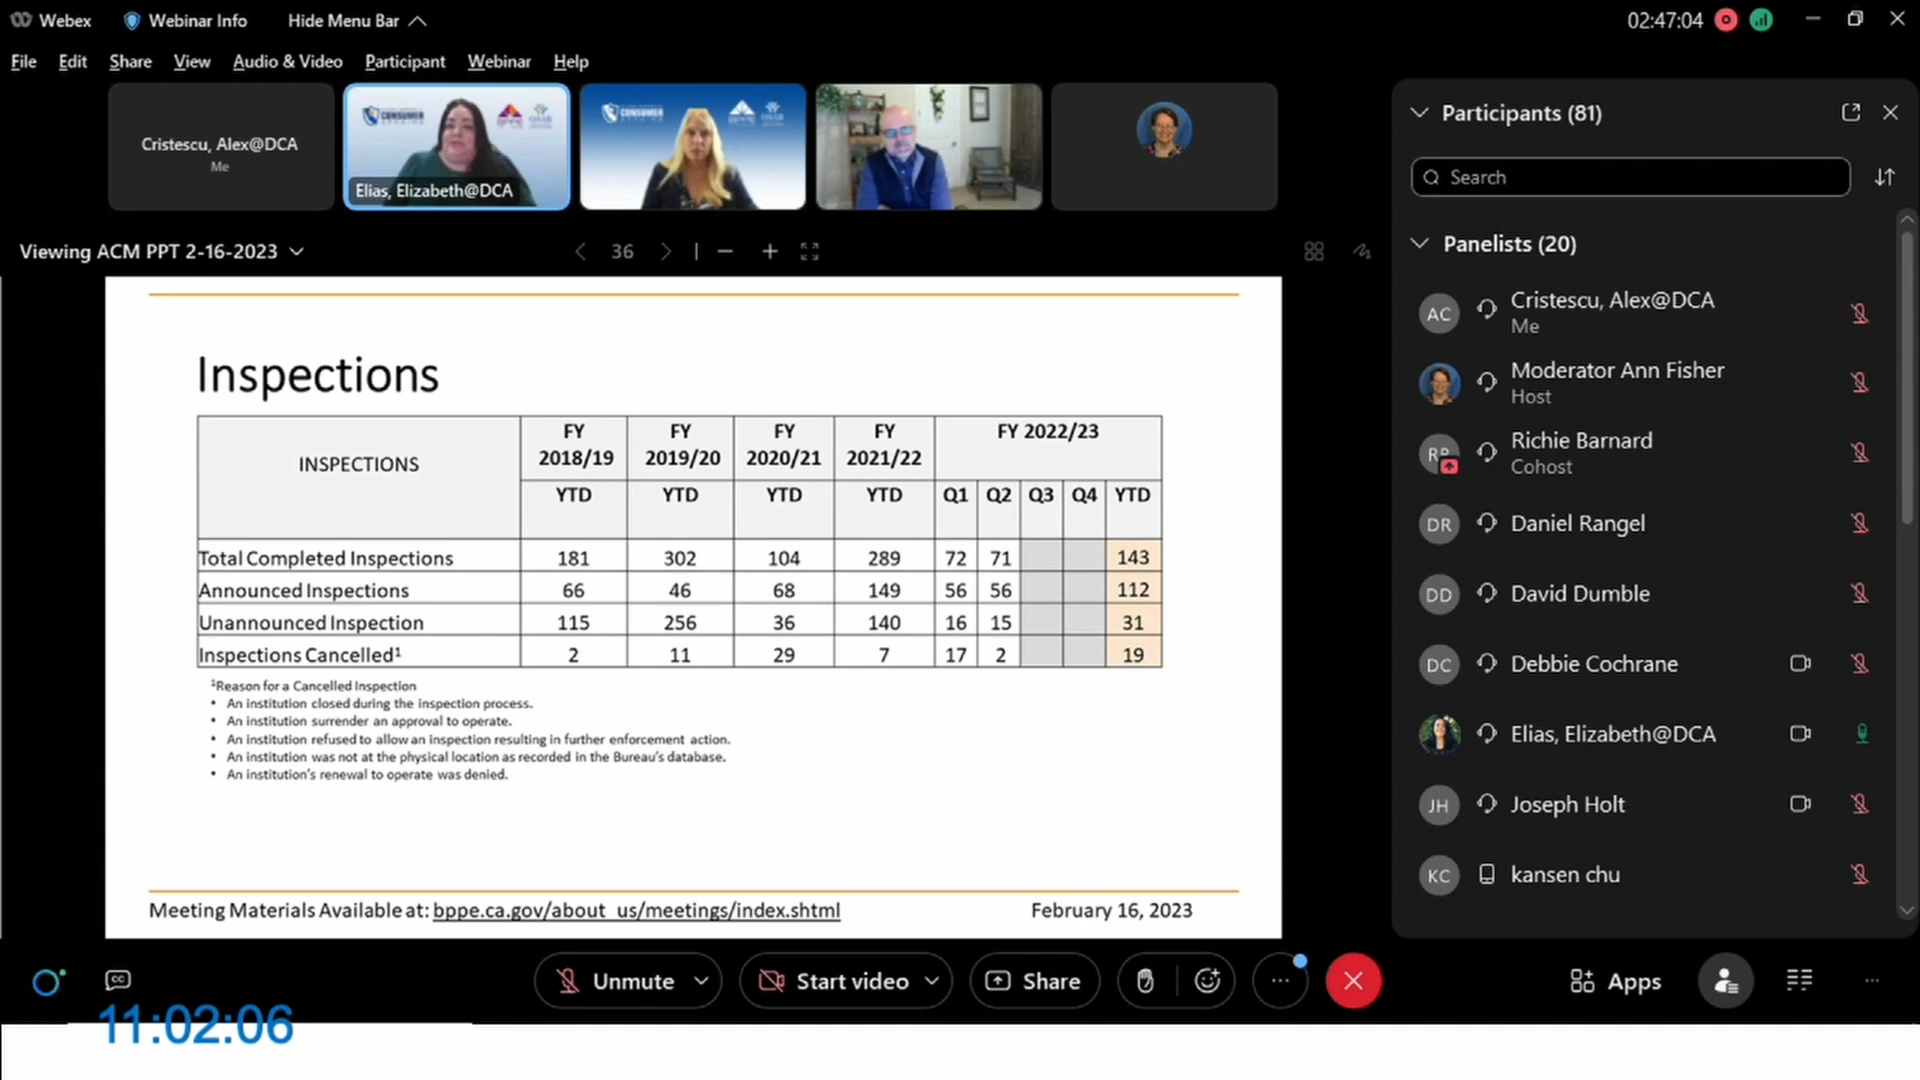 Webex Webinar Info Hide Menu Bar 02:47:04
File Edit Share View Audio & Video Participant Webinar Help
Cristescu, Alex@DCA
Me
CONSUMER
Elias, Elizabeth@DCA
CONSUMER
Viewing ACM PPT 2-16-2023 36
Inspections
INSPECTIONS FY 2018/19 FY 2019/20 FY 2020/21 FY 2021/22 FY 2022/23
YTD YTD YTD YTD Q1 Q2 Q3 Q4 YTD
Total Completed Inspections 181 302 104 289 72 71 143
Announced Inspections 66 46 68 149 56 56 112
Unannounced Inspection 115 256 36 140 16 15 31
Inspections Cancelled¹ 2 11 29 7 17 2 19
¹Reason for a Cancelled Inspection
• An institution closed during the inspection process.
• An institution surrender an approval to operate.
• An institution refused to allow an inspection resulting in further enforcement action.
• An institution was not at the physical location as recorded in the Bureau's database.
• An institution's renewal to operate was denied.
Meeting Materials Available at: bppe.ca.gov/about_us/meetings/index.shtml February 16, 2023
Participants (81)
Search
Panelists (20)
AC Cristescu, Alex@DCA
Me
Moderator Ann Fisher
Host
Richie Barnard
Cohost
DR Daniel Rangel
DD David Dumble
DC Debbie Cochrane
Elias, Elizabeth@DCA
JH Joseph Holt
KC kansen chu
CC Unmute Start video Share Apps
11:02:06